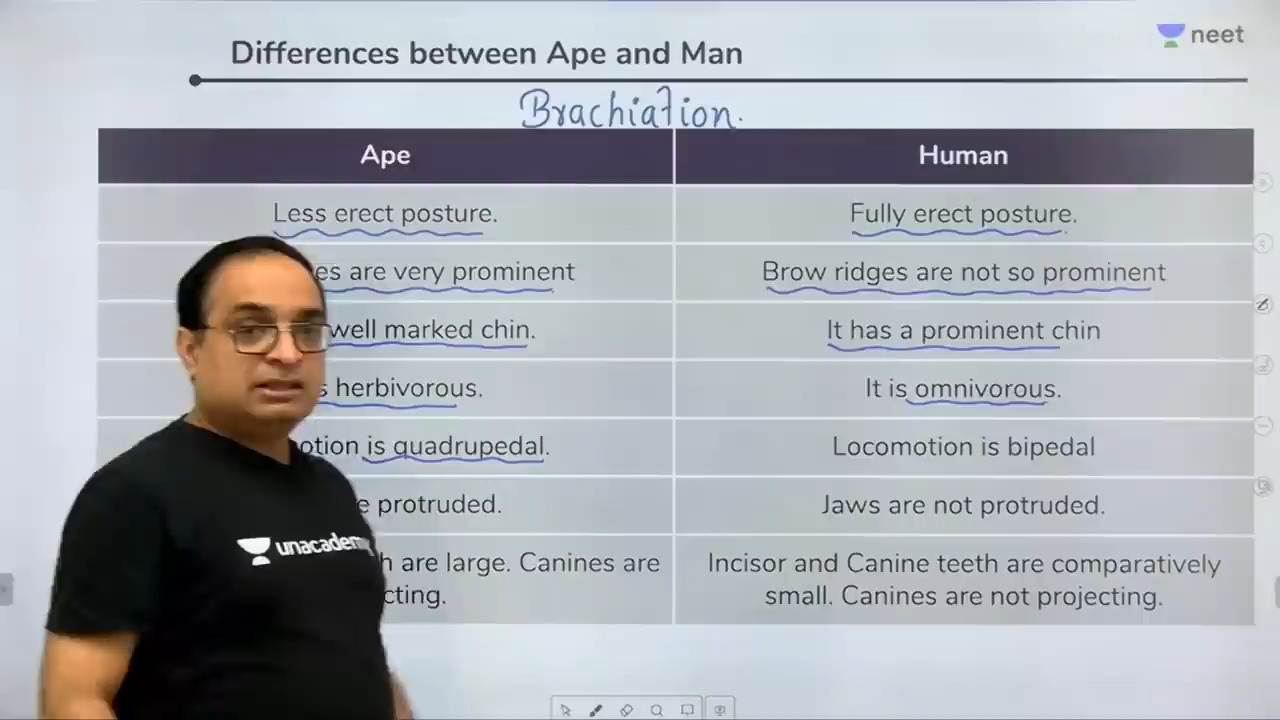 neet
Differences between Ape and Man
Brachiation.
Ape Human
Less erect posture. Fully erect posture.
es are very prominent Brow ridges are not so prominent
well marked chin. It has a prominent chin
s herbivorous. It is omnivorous.
otion is quadrupedal. Locomotion is bipedal
e protruded. Jaws are not protruded.
h are large. Canines are Incisor and Canine teeth are comparatively
cting. small. Canines are not projecting.
unacademy